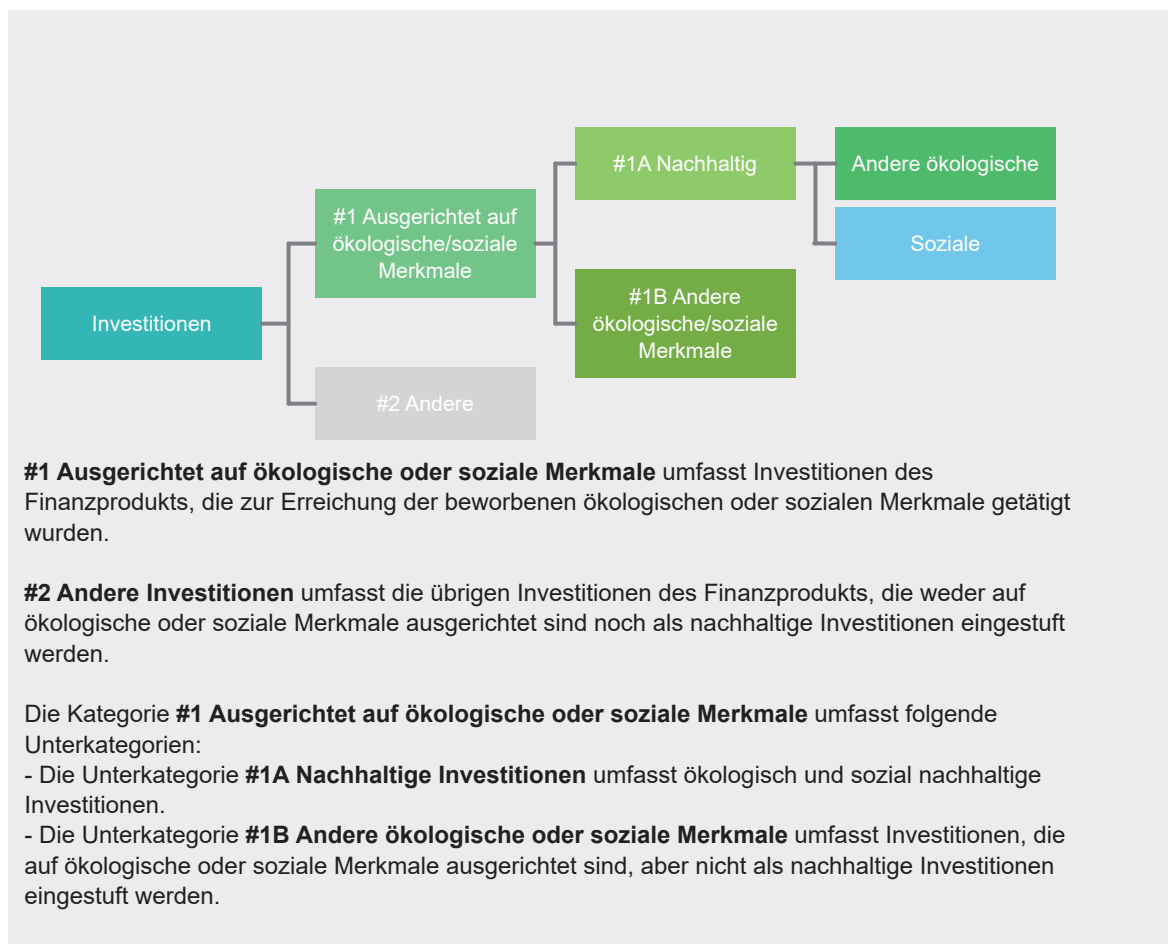 #1A Nachhaltig
Andere ökologische
#1 Ausgerichtet auf
ökologische/soziale
Merkmale
Soziale
#1B Andere
ökologische/soziale
Merkmale
Investitionen
#2 Andere
#1 Ausgerichtet auf ökologische oder soziale Merkmale umfasst Investitionen des
Finanzprodukts, die zur Erreichung der beworbenen ökologischen oder sozialen Merkmale getätigt
wurden.
#2 Andere Investitionen umfasst die übrigen Investitionen des Finanzprodukts, die weder auf
ökologische oder soziale Merkmale ausgerichtet sind noch als nachhaltige Investitionen eingestuft
werden.
Die Kategorie #1 Ausgerichtet auf ökologische oder soziale Merkmale umfasst folgende
Unterkategorien:
- Die Unterkategorie #1A Nachhaltige Investitionen umfasst ökologisch und sozial nachhaltige
Investitionen.
- Die Unterkategorie #1B Andere ökologische oder soziale Merkmale umfasst Investitionen, die
auf ökologische oder soziale Merkmale ausgerichtet sind, aber nicht als nachhaltige Investitionen
eingestuft werden.